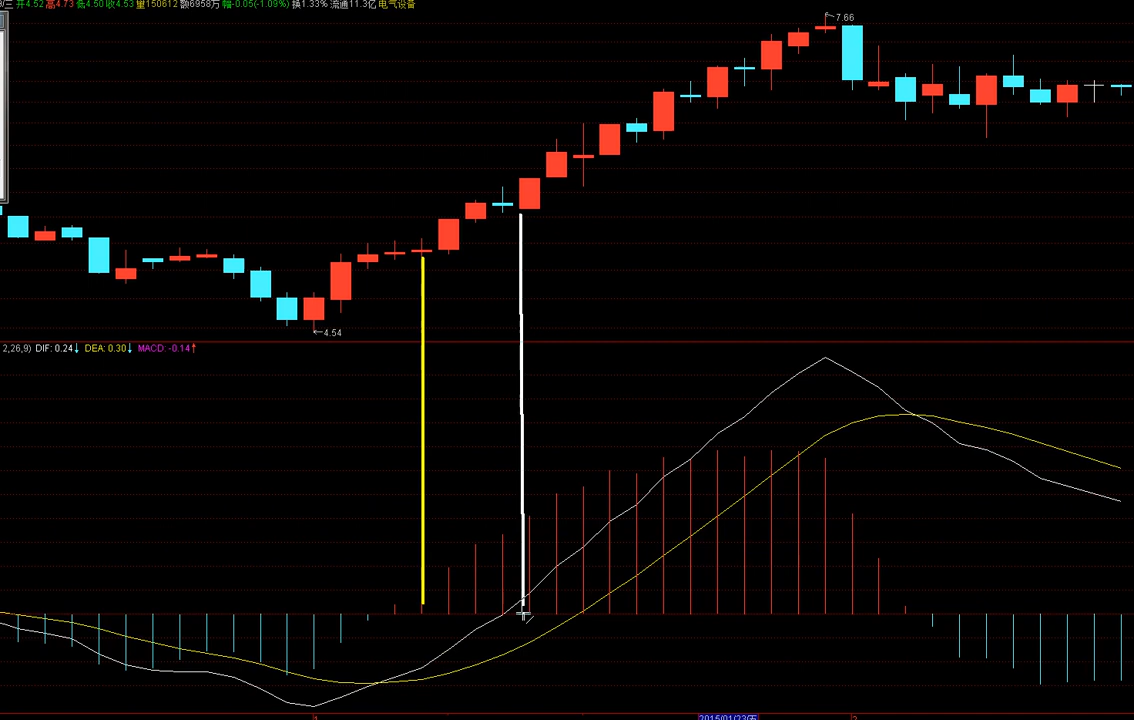 /三 开4.52 高4.73 低4.50 收4.53 量150612 额6958万 幅-0.05(-1.09%) 换1.33% 流通11.3亿 电气设备
7.66
4.54
2,26,9) DIF: 0.24↓ DEA: 0.30↓ MACD: -0.14↑
1 2015/01/23/五 2